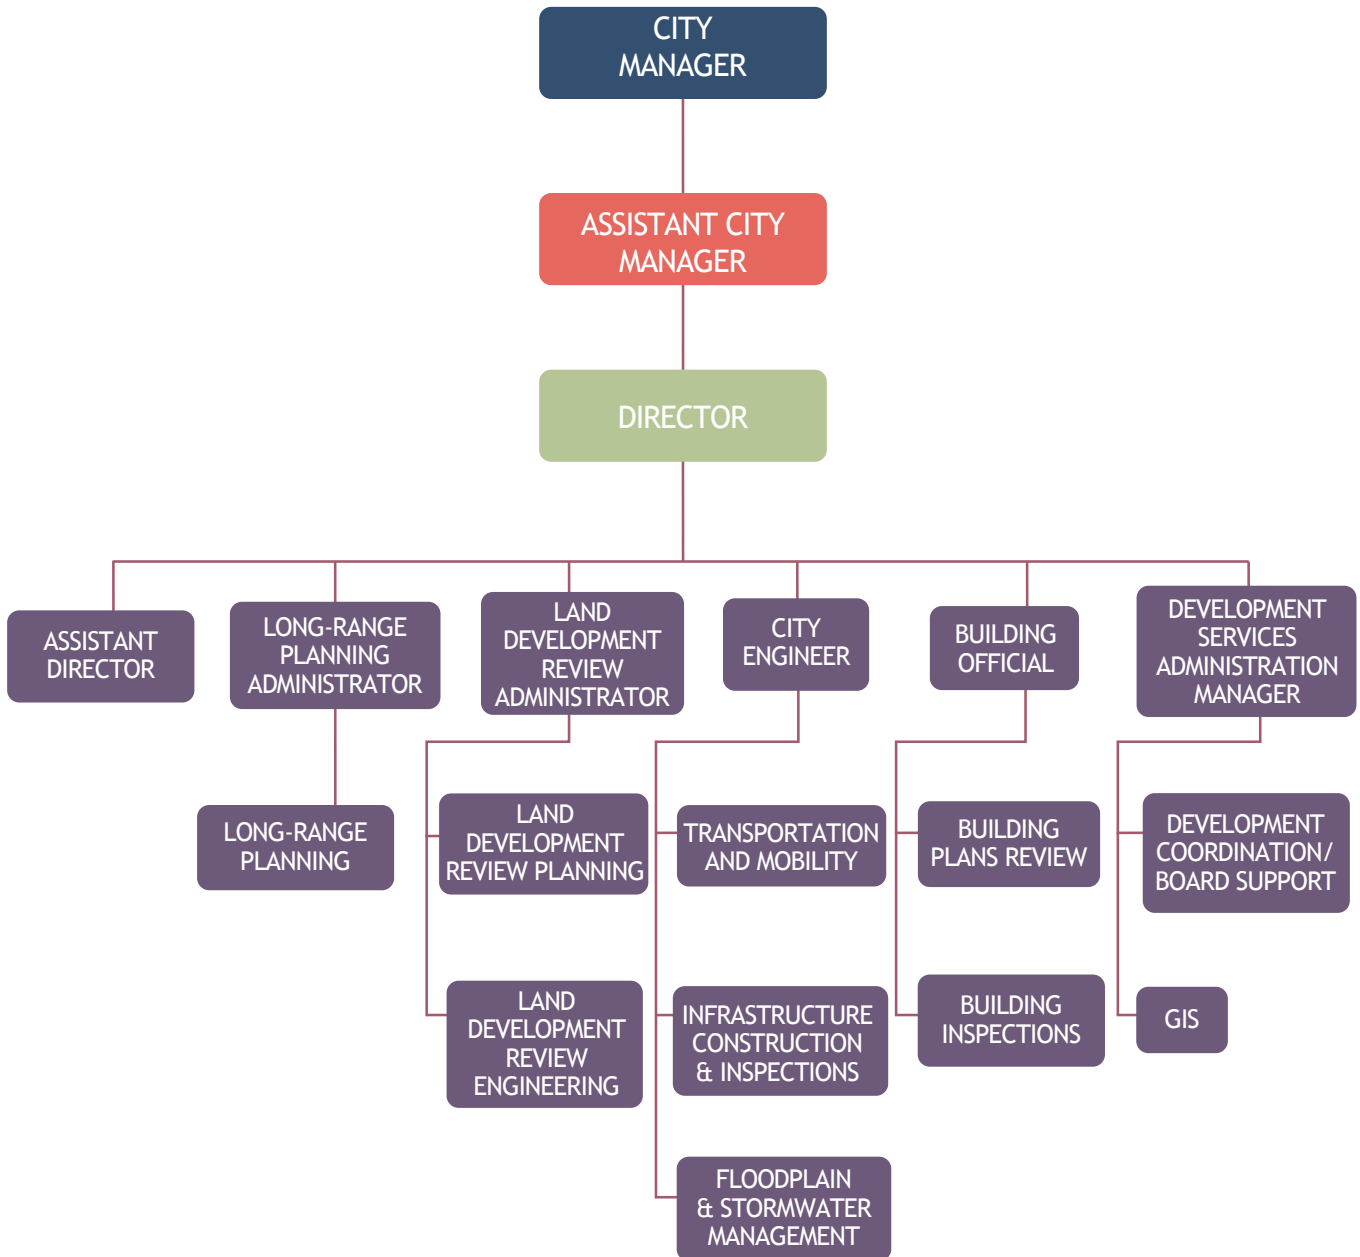 CITY
MANAGER
ASSISTANT CITY
MANAGER
DIRECTOR
ASSISTANT
DIRECTOR
LONG-RANGE
PLANNING
ADMINISTRATOR
LAND
DEVELOPMENT
REVIEW
ADMINISTRATOR
CITY
ENGINEER
BUILDING
OFFICIAL
DEVELOPMENT
SERVICES
ADMINISTRATION
MANAGER
LONG-RANGE
PLANNING
LAND
DEVELOPMENT
REVIEW PLANNING
TRANSPORTATION
AND MOBILITY
BUILDING
PLANS REVIEW
DEVELOPMENT
COORDINATION/
BOARD SUPPORT
LAND
DEVELOPMENT
REVIEW
ENGINEERING
INFRASTRUCTURE
CONSTRUCTION
& INSPECTIONS
BUILDING
INSPECTIONS
GIS
FLOODPLAIN
& STORMWATER
MANAGEMENT